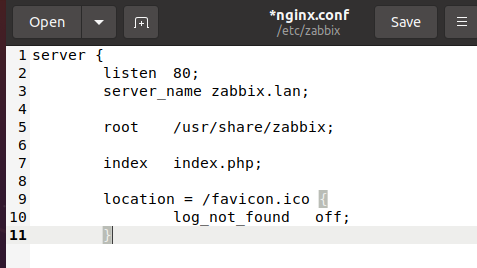 Open
*nginx.conf
/etc/zabbix
Save
1 server {
2 listen 80;
3 server_name zabbix.lan;
4
5 root /usr/share/zabbix;
6
7 index index.php;
8
9 location = /favicon.ico {
10 log_not_found off;
11 }